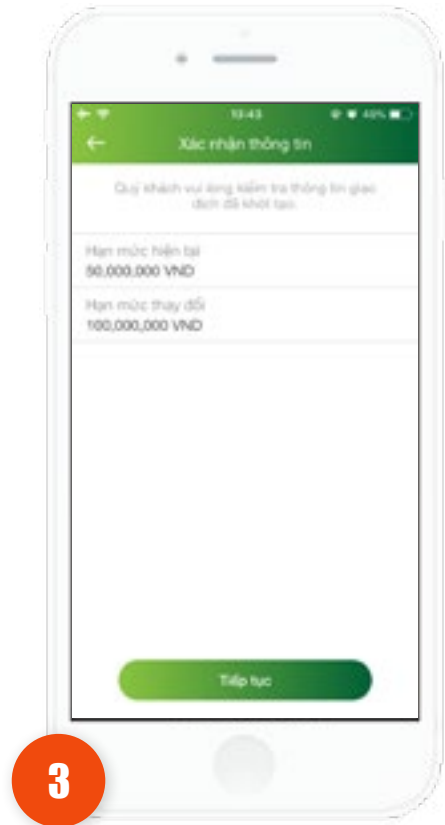 10:43
49%
Xác nhận thông tin
Quý khách vui lòng kiểm tra thông tin giao
dịch đã khởi tạo
Hạn mức hiện tại
50,000,000 VND
Hạn mức thay đổi
100,000,000 VND
Tiếp tục
3